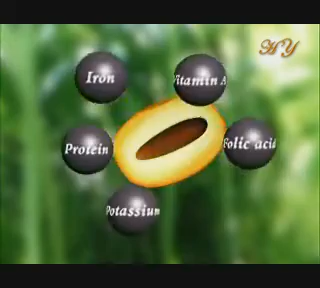 HY
Iron
Vitamin A
Protein
Folic acid
Potassium